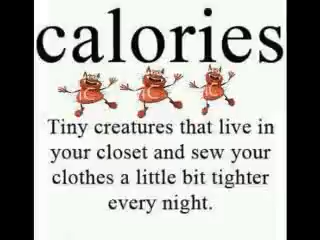 calories
Tiny creatures that live in
your closet and sew your
clothes a little bit tighter
every night.